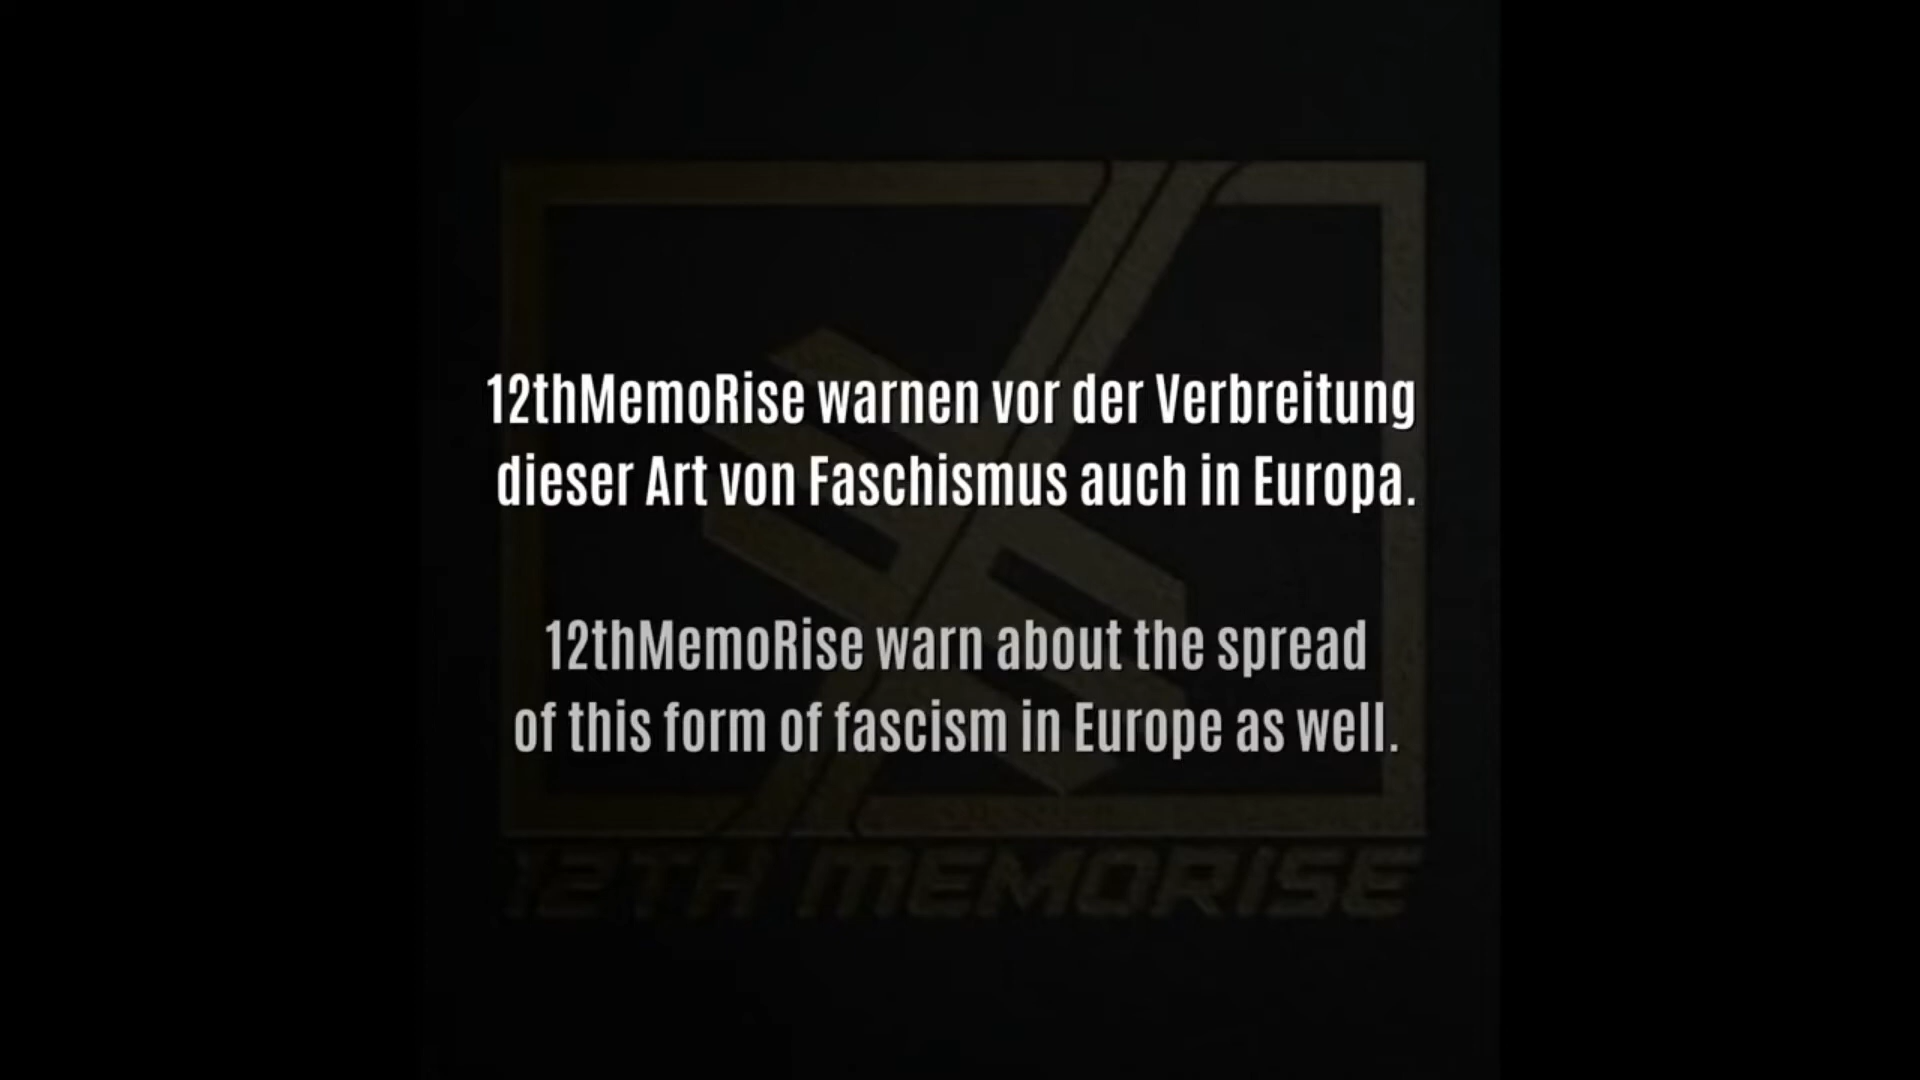 12thMemoRise warnen vor der Verbreitung
dieser Art von Faschismus auch in Europa.
12thMemoRise warn about the spread
of this form of fascism in Europe as well.
12TH MEMORISE